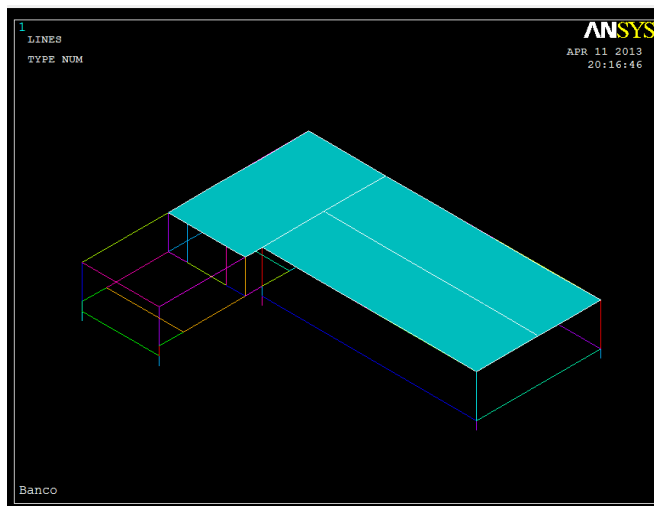 1
LINES
TYPE NUM
ANSYS
APR 11 2013
20:16:46
Banco